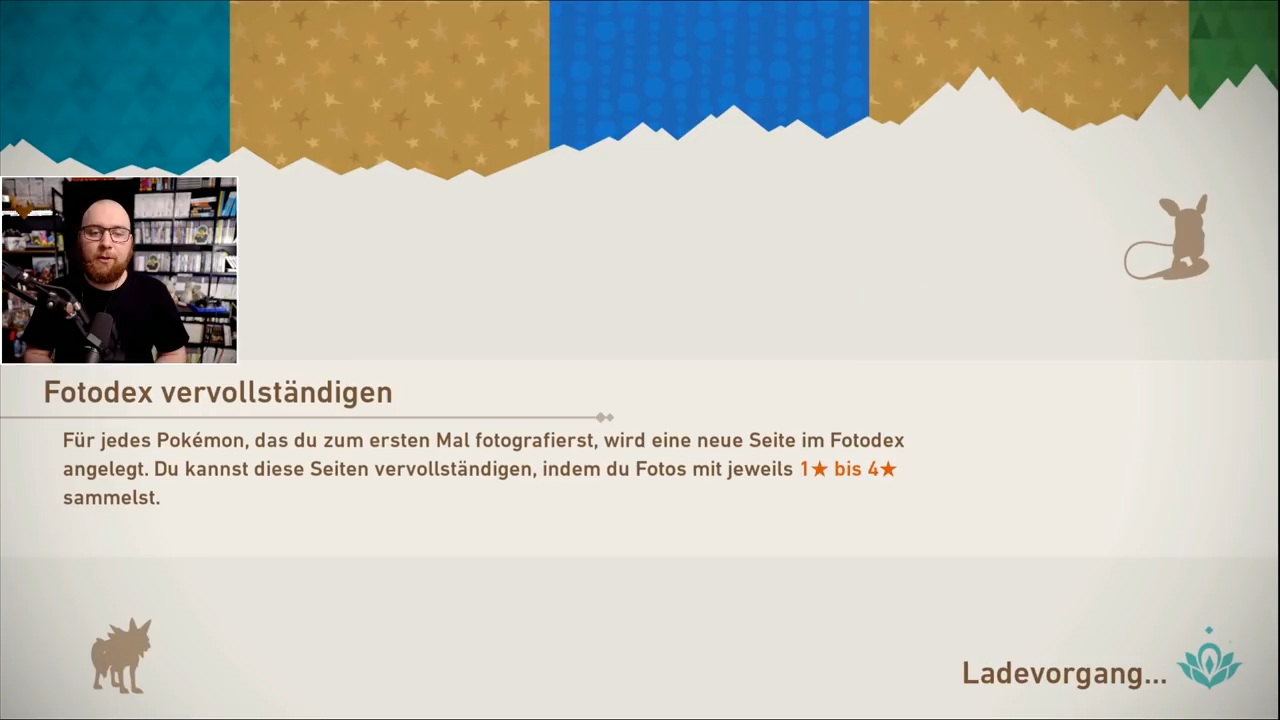 Fotodex vervollständigen
Für jedes Pokémon, das du zum ersten Mal fotografierst, wird eine neue Seite im Fotodex
angelegt. Du kannst diese Seiten vervollständigen, indem du Fotos mit jeweils 1★ bis 4★
sammelst.
Ladevorgang...